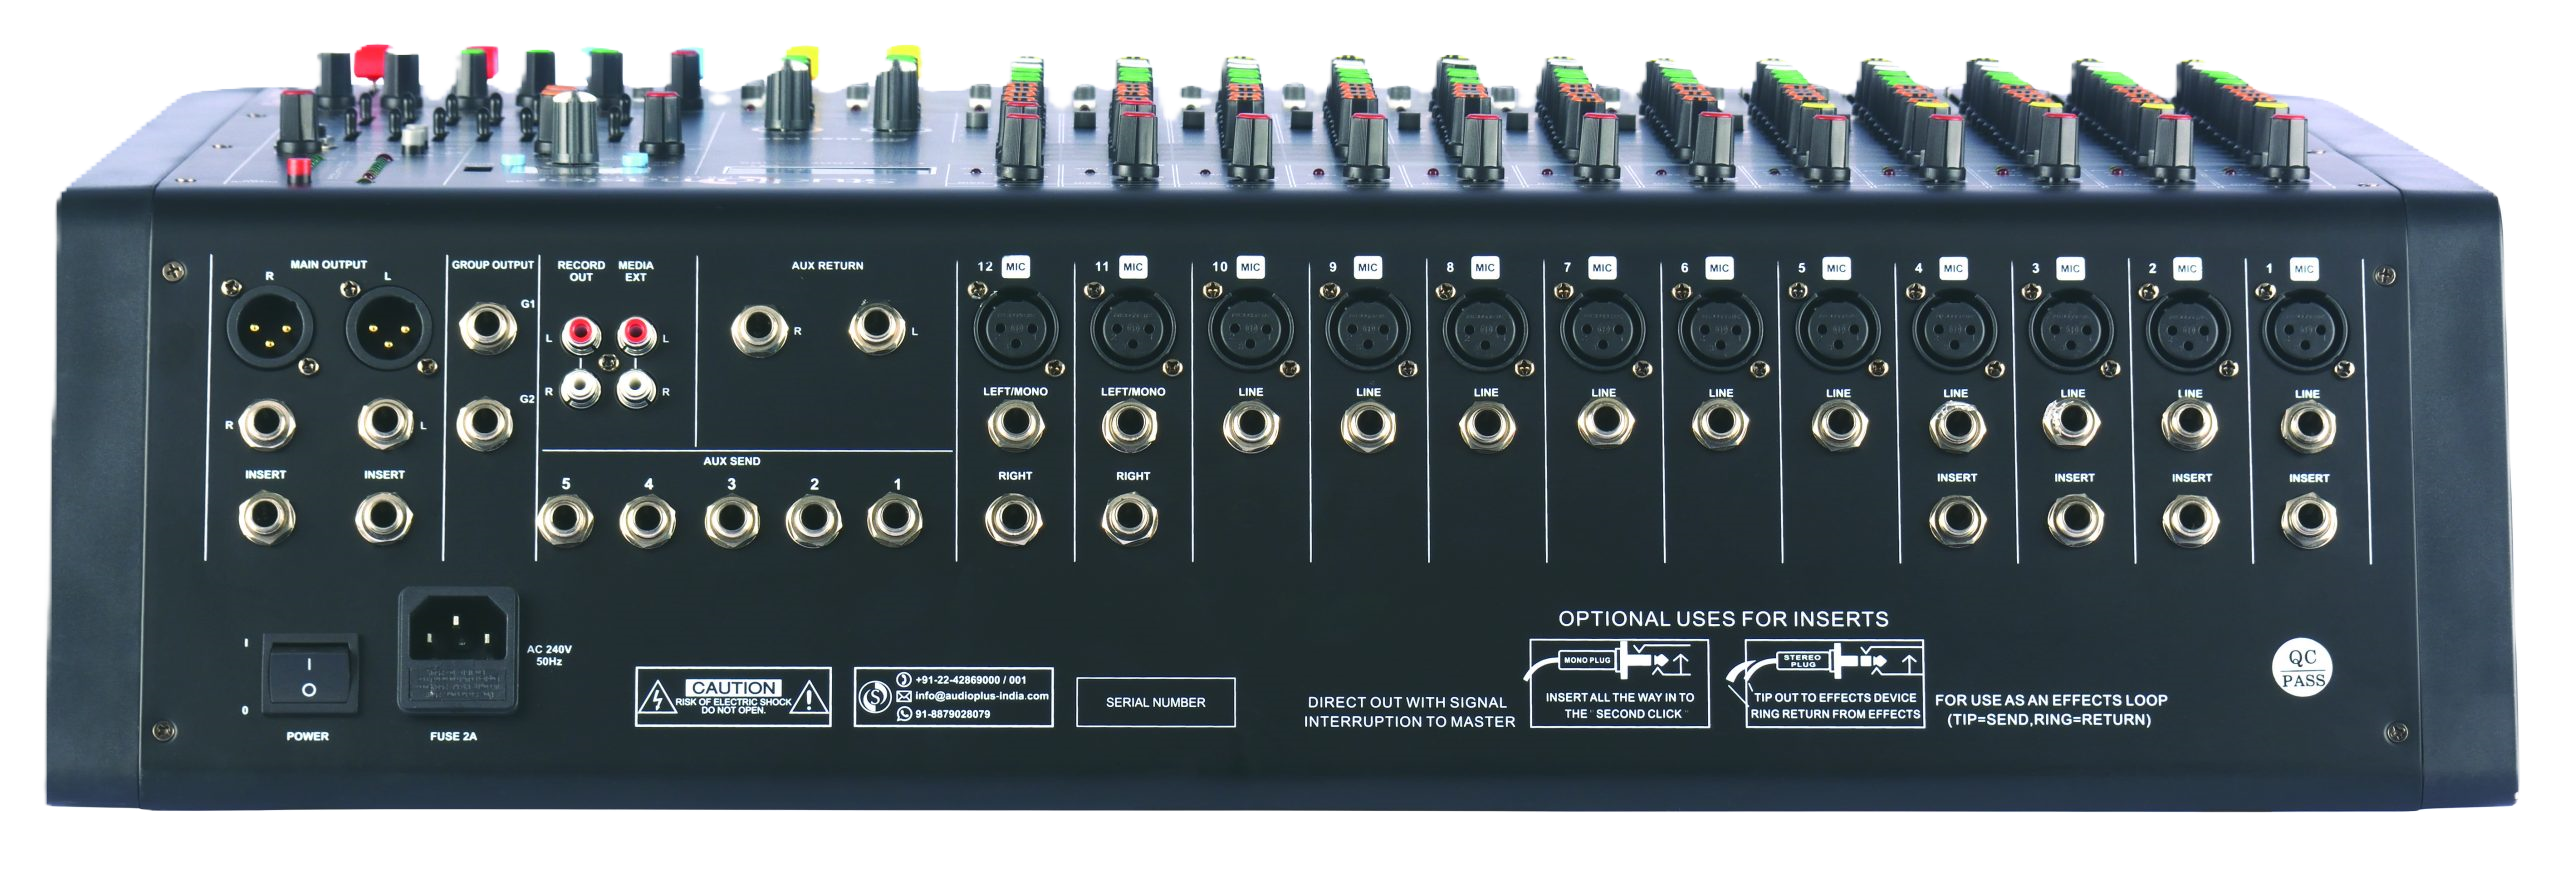 MAIN OUTPUT
R
L
R
L
INSERT
INSERT
GROUP OUTPUT
G1
G2
RECORD
OUT
MEDIA
EXT
L
L
R
R
AUX RETURN
R
L
AUX SEND
5
4
3
2
1
12 MIC
LEFT/MONO
RIGHT
11 MIC
LEFT/MONO
RIGHT
10 MIC
LINE
9 MIC
LINE
8 MIC
LINE
7 MIC
LINE
6 MIC
LINE
5 MIC
LINE
4 MIC
LINE
INSERT
3 MIC
LINE
INSERT
2 MIC
LINE
INSERT
1 MIC
LINE
INSERT
I
0
I
O
POWER
AC 240V
50Hz
FUSE 2A
CAUTION
RISK OF ELECTRIC SHOCK
DO NOT OPEN.
S
+91-22-42869000 / 001
info@audioplus-india.com
91-8879028079
SERIAL NUMBER
OPTIONAL USES FOR INSERTS
DIRECT OUT WITH SIGNAL
INTERRUPTION TO MASTER
MONO PLUG
INSERT ALL THE WAY IN TO
THE "SECOND CLICK"
STEREO
PLUG
TIP OUT TO EFFECTS DEVICE
RING RETURN FROM EFFECTS
FOR USE AS AN EFFECTS LOOP
(TIP=SEND,RING=RETURN)
QC
PASS